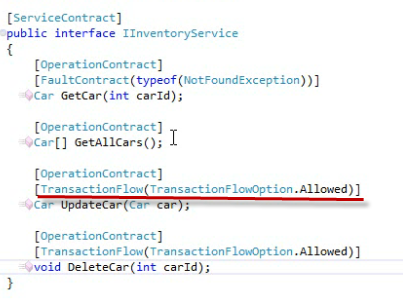 [ServiceContract]
public interface IInventoryService
{
[OperationContract]
[FaultContract(typeof(NotFoundException))]
Car GetCar(int carId);
[OperationContract]
Car[] GetAllCars();
[OperationContract]
[TransactionFlow(TransactionFlowOption.Allowed)]
Car UpdateCar(Car car);
[OperationContract]
[TransactionFlow(TransactionFlowOption.Allowed)]
void DeleteCar(int carId);
}